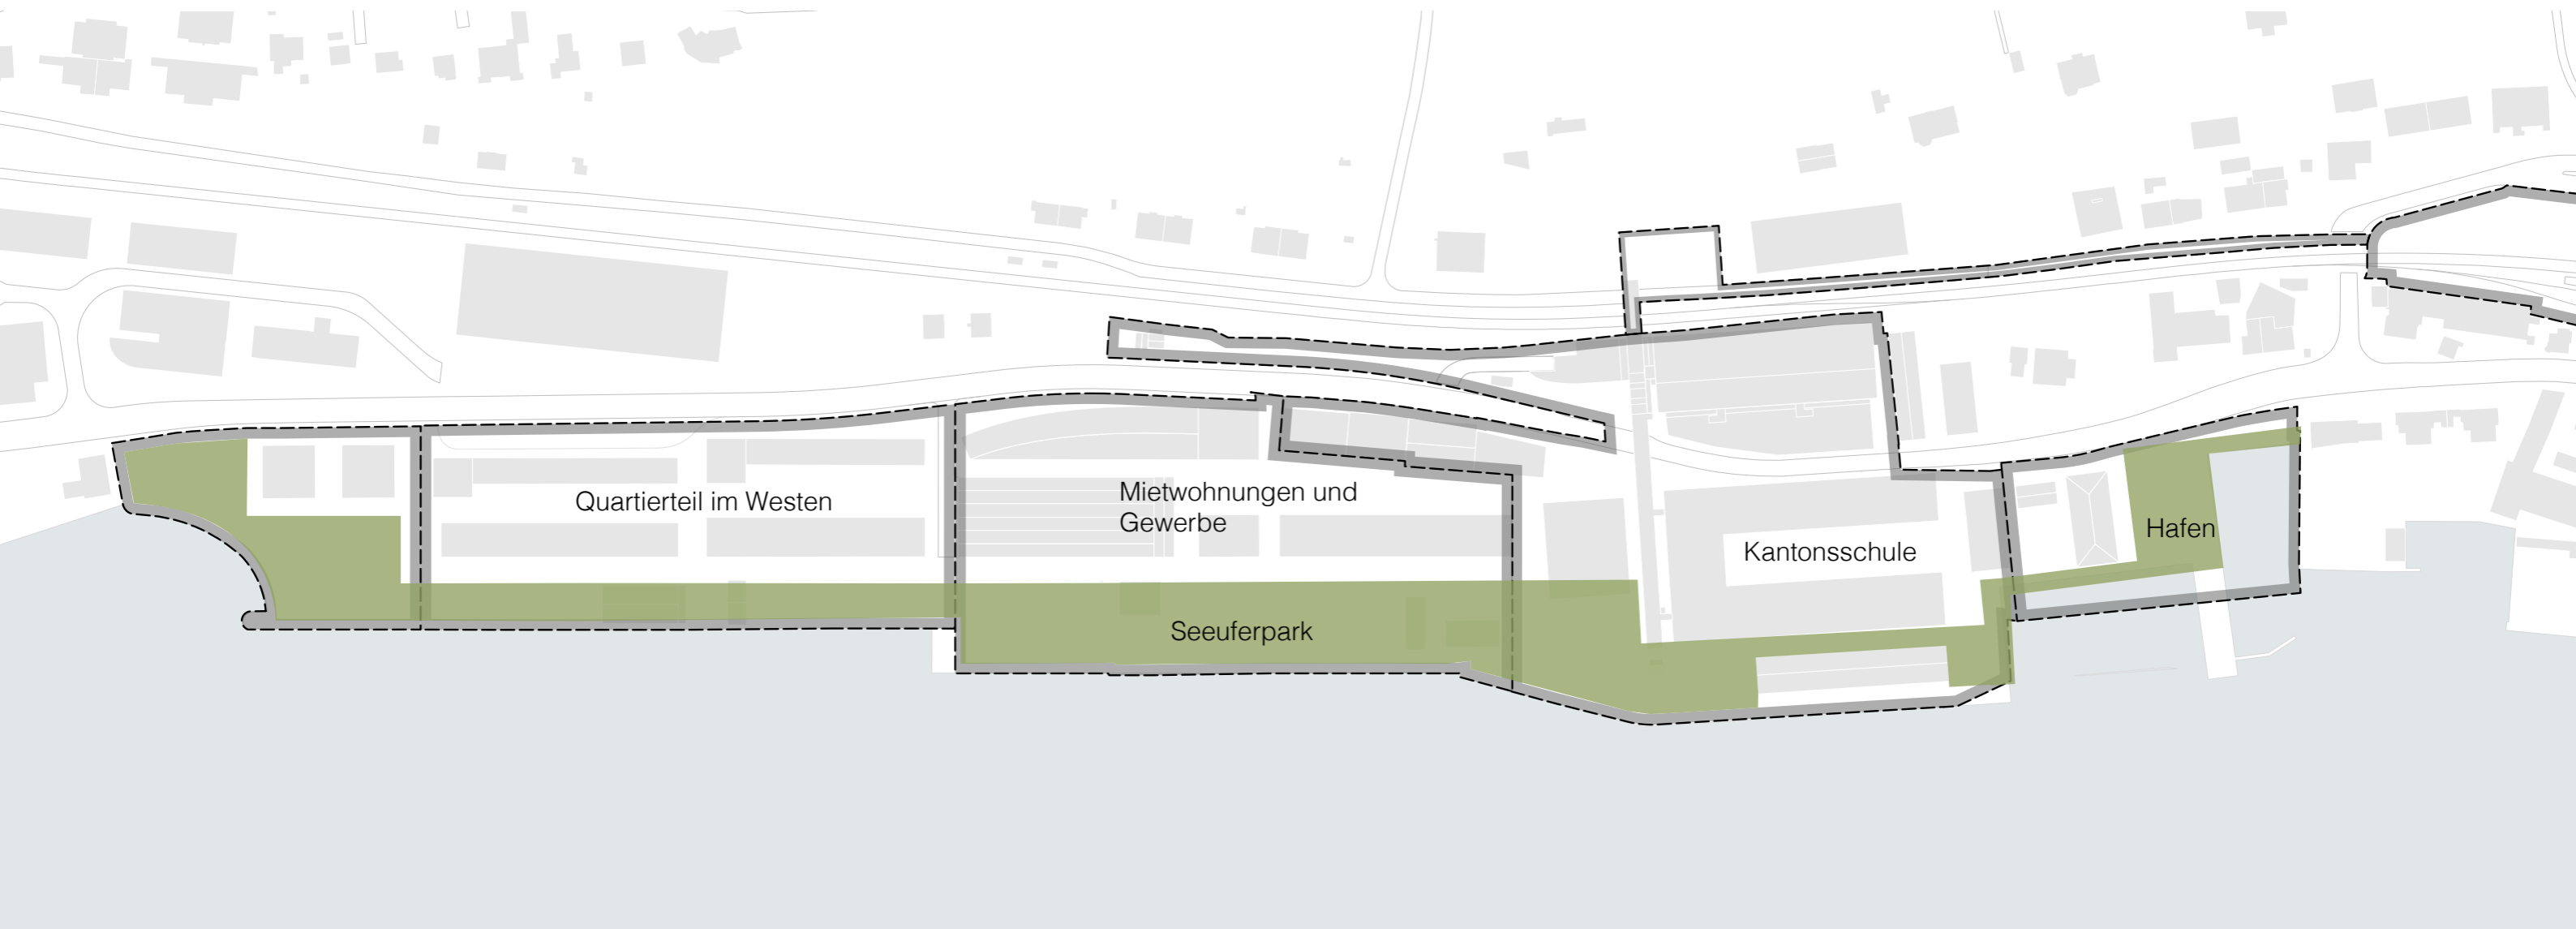 Quartierteil im Westen
Mietwohnungen und
Gewerbe
Kantonsschule
Hafen
Seeuferpark